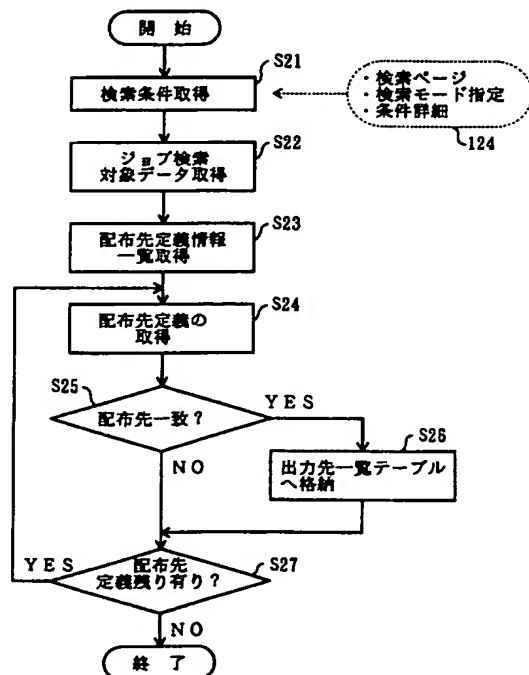 開 始
S21
検索条件取得
・検索ページ
・検索モード指定
・条件詳細
124
S22
ジョブ検索
対象データ取得
S23
配布先定義情報
一覧取得
S24
配布先定義の
取得
S25
配布先一致?
YES
NO
S26
出力先一覧テーブル
へ格納
YES
配布先
定義残り有り?
S27
NO
終 了